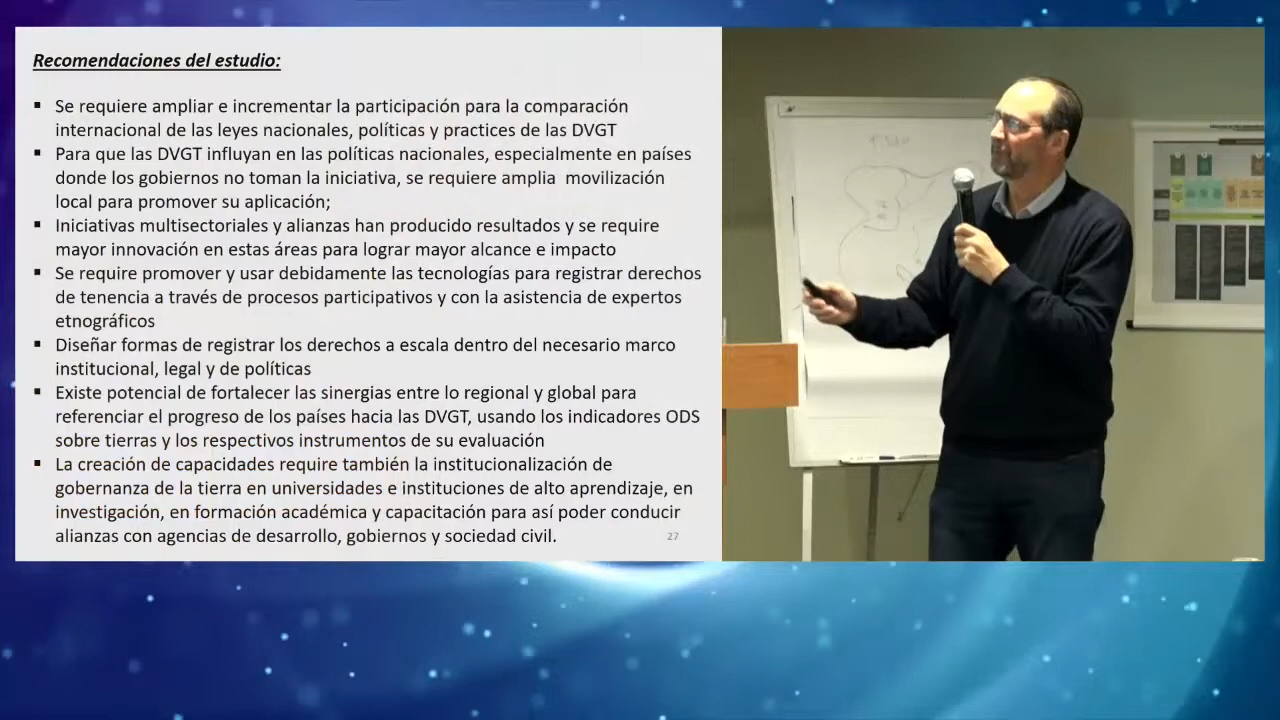 Recomendaciones del estudio:
▪ Se requiere ampliar e incrementar la participación para la comparación
internacional de las leyes nacionales, políticas y practices de las DVGT
▪ Para que las DVGT influyan en las políticas nacionales, especialmente en países
donde los gobiernos no toman la iniciativa, se requiere amplia movilización
local para promover su aplicación;
▪ Iniciativas multisectoriales y alianzas han producido resultados y se require
mayor innovación en estas áreas para lograr mayor alcance e impacto
▪ Se require promover y usar debidamente las tecnologías para registrar derechos
de tenencia a través de procesos participativos y con la asistencia de expertos
etnográficos
▪ Diseñar formas de registrar los derechos a escala dentro del necesario marco
institucional, legal y de políticas
▪ Existe potencial de fortalecer las sinergias entre lo regional y global para
referenciar el progreso de los países hacia las DVGT, usando los indicadores ODS
sobre tierras y los respectivos instrumentos de su evaluación
▪ La creación de capacidades require también la institucionalización de
gobernanza de la tierra en universidades e instituciones de alto aprendizaje, en
investigación, en formación académica y capacitación para así poder conducir
alianzas con agencias de desarrollo, gobiernos y sociedad civil.
27